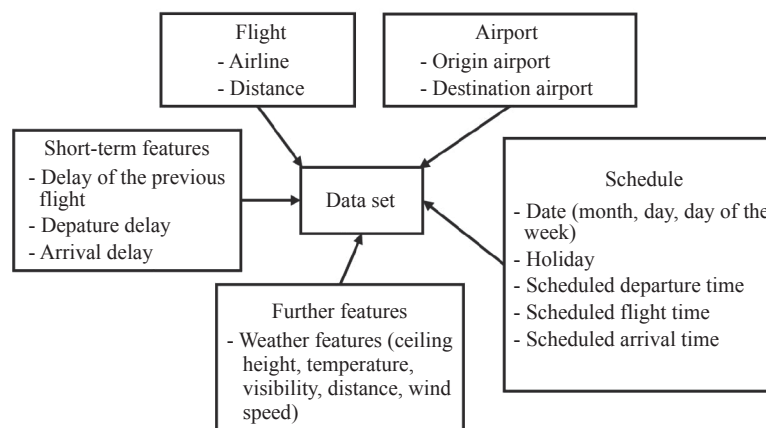 Flight
- Airline
- Distance
Airport
- Origin airport
- Destination airport
Short-term features
- Delay of the previous
flight
- Depature delay
- Arrival delay
Data set
Schedule
- Date (month, day, day of the
week)
- Holiday
- Scheduled departure time
- Scheduled flight time
- Scheduled arrival time
Further features
- Weather features (ceiling
height, temperature,
visibility, distance, wind
speed)